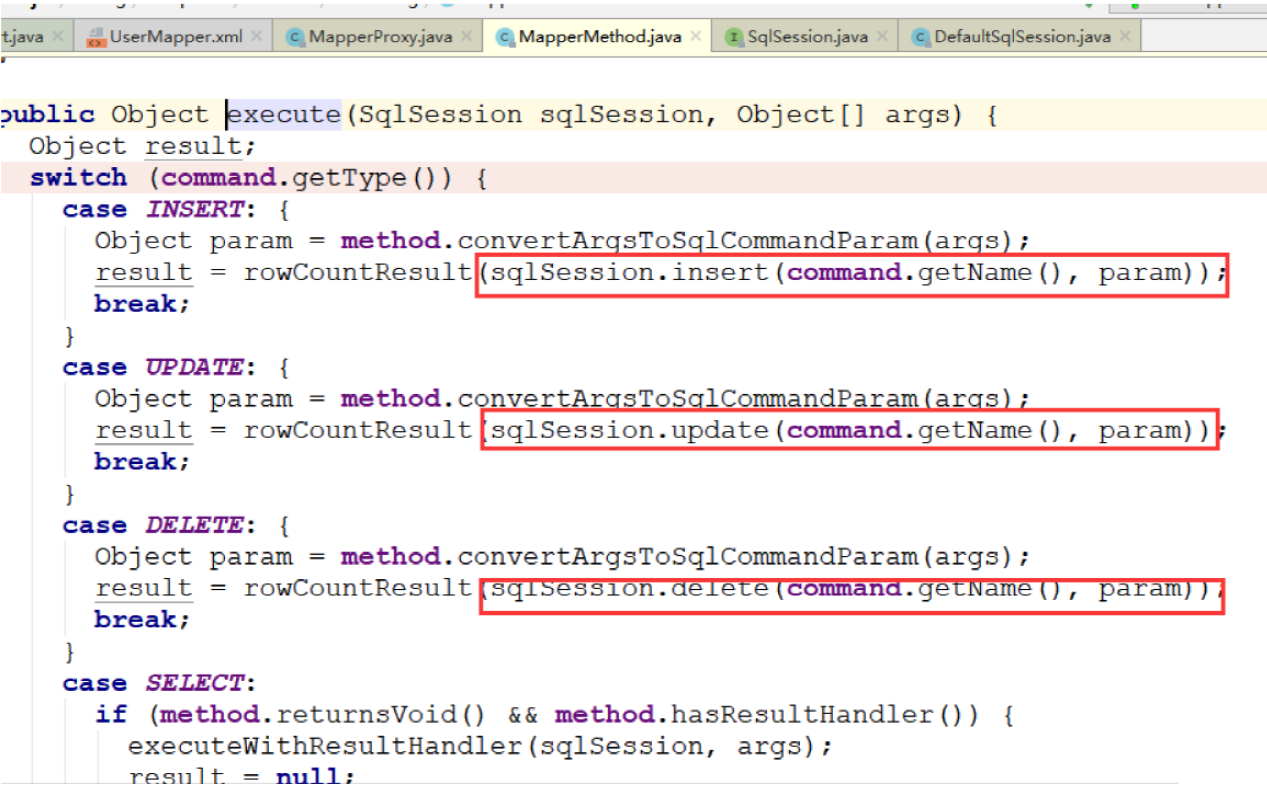 t.java UserMapper.xml MapperProxy.java MapperMethod.java SqlSession.java DefaultSqlSession.java
public Object execute(SqlSession sqlSession, Object[] args) {
Object result;
switch (command.getType()) {
case INSERT: {
Object param = method.convertArgsToSqlCommandParam(args);
result = rowCountResult(sqlSession.insert(command.getName(), param));
break;
}
case UPDATE: {
Object param = method.convertArgsToSqlCommandParam(args);
result = rowCountResult(sqlSession.update(command.getName(), param));
break;
}
case DELETE: {
Object param = method.convertArgsToSqlCommandParam(args);
result = rowCountResult(sqlSession.delete(command.getName(), param));
break;
}
case SELECT:
if (method.returnsVoid() && method.hasResultHandler()) {
executeWithResultHandler(sqlSession, args);
result = null;